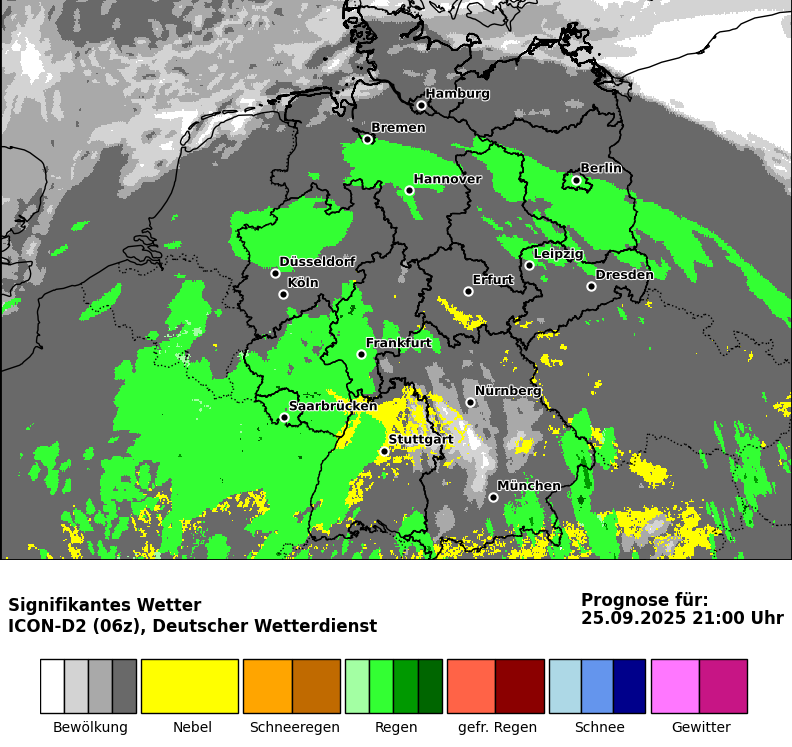 Hamburg
Bremen
Berlin
Hannover
Leipzig
Düsseldorf
Dresden
Köln
Erfurt
Frankfurt
Nürnberg
Saarbrücken
Stuttgart
München
Signifikantes Wetter
ICON-D2 (06z), Deutscher Wetterdienst
Prognose für:
25.09.2025 21:00 Uhr
Bewölkung Nebel Schneeregen Regen gefr. Regen Schnee Gewitter